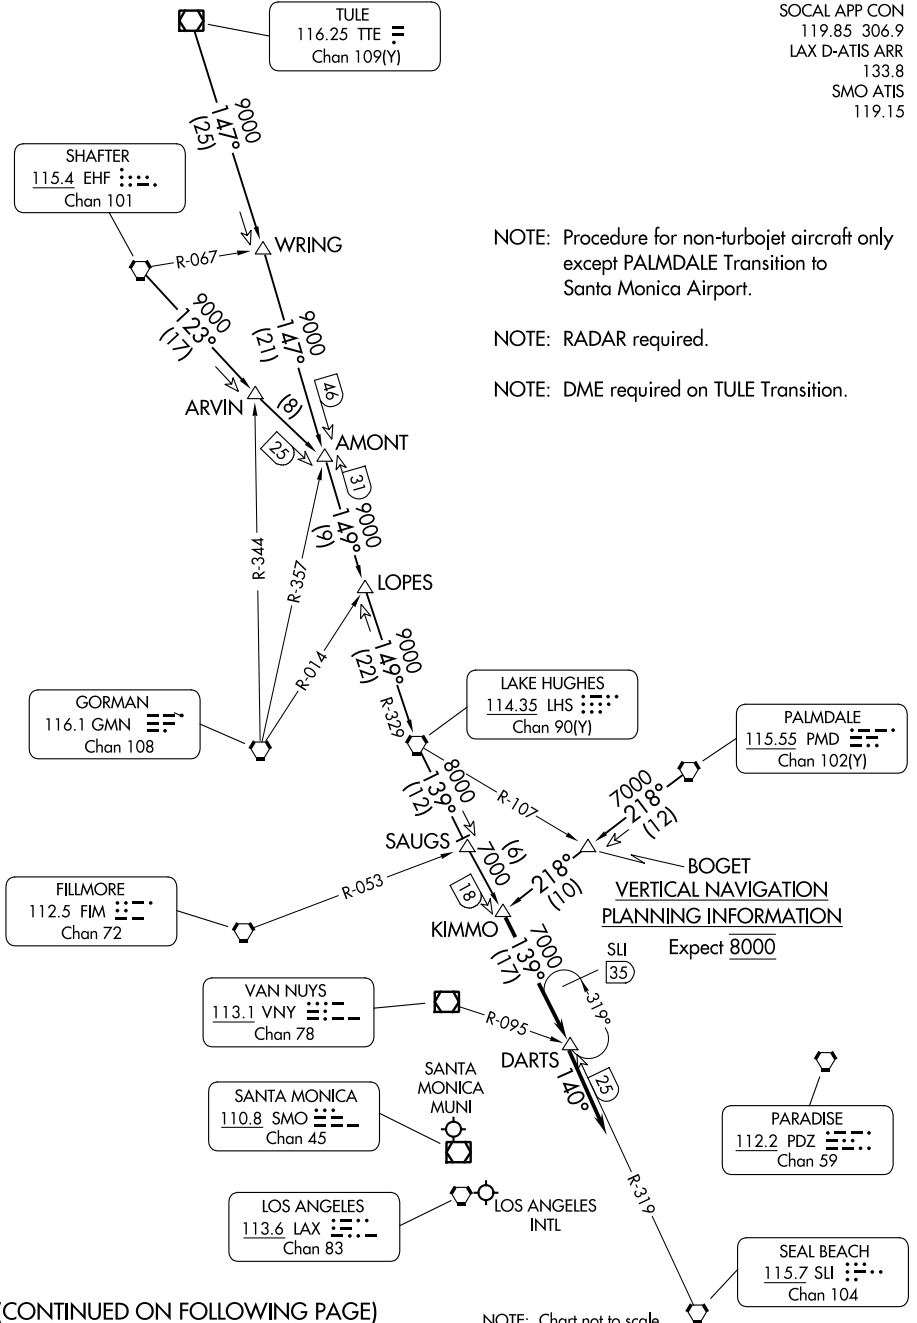 TULE
116.25 TTE
Chan 109(Y)
SOCAL APP CON
119.85 306.9
LAX D-ATIS ARR
133.8
SMO ATIS
119.15
9000
147°
(25)
SHAFTER
115.4 EHF
Chan 101
R-067
WRING
NOTE: Procedure for non-turbojet aircraft only
except PALMDALE Transition to
Santa Monica Airport.
NOTE: RADAR required.
NOTE: DME required on TULE Transition.
9000
123°
(17)
9000
147°
(21)
46
ARVIN
(8)
25
AMONT
31
9000
149°
(9)
R-344
R-357
R-014
LOPES
9000
149°
(22)
R-329
GORMAN
116.1 GMN
Chan 108
LAKE HUGHES
114.35 LHS
Chan 90(Y)
PALMDALE
115.55 PMD
Chan 102(Y)
8000
139°
(12)
R-107
7000
218°
(12)
SAUGS
(6)
7000
18
218°
(10)
BOGET
VERTICAL NAVIGATION
PLANNING INFORMATION
Expect 8000
FILLMORE
112.5 FIM
Chan 72
R-053
KIMMO
7000
139°
(17)
SLI
35
319°
VAN NUYS
113.1 VNY
Chan 78
R-095
DARTS
25
140°
SANTA
MONICA
MUNI
SANTA MONICA
110.8 SMO
Chan 45
PARADISE
112.2 PDZ
Chan 59
LOS ANGELES
113.6 LAX
Chan 83
LOS ANGELES
INTL
R-319
SEAL BEACH
115.7 SLI
Chan 104
(CONTINUED ON FOLLOWING PAGE)
NOTE: Chart not to scale